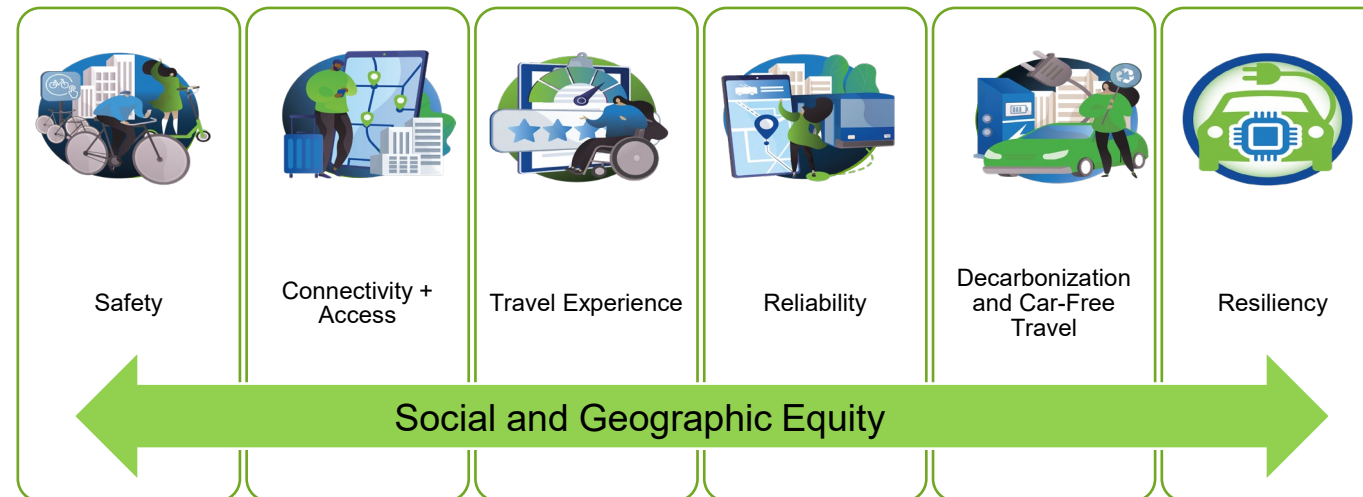 Safety
Connectivity +
Access
Travel Experience
Reliability
Decarbonization
and Car-Free
Travel
Resiliency
Social and Geographic Equity